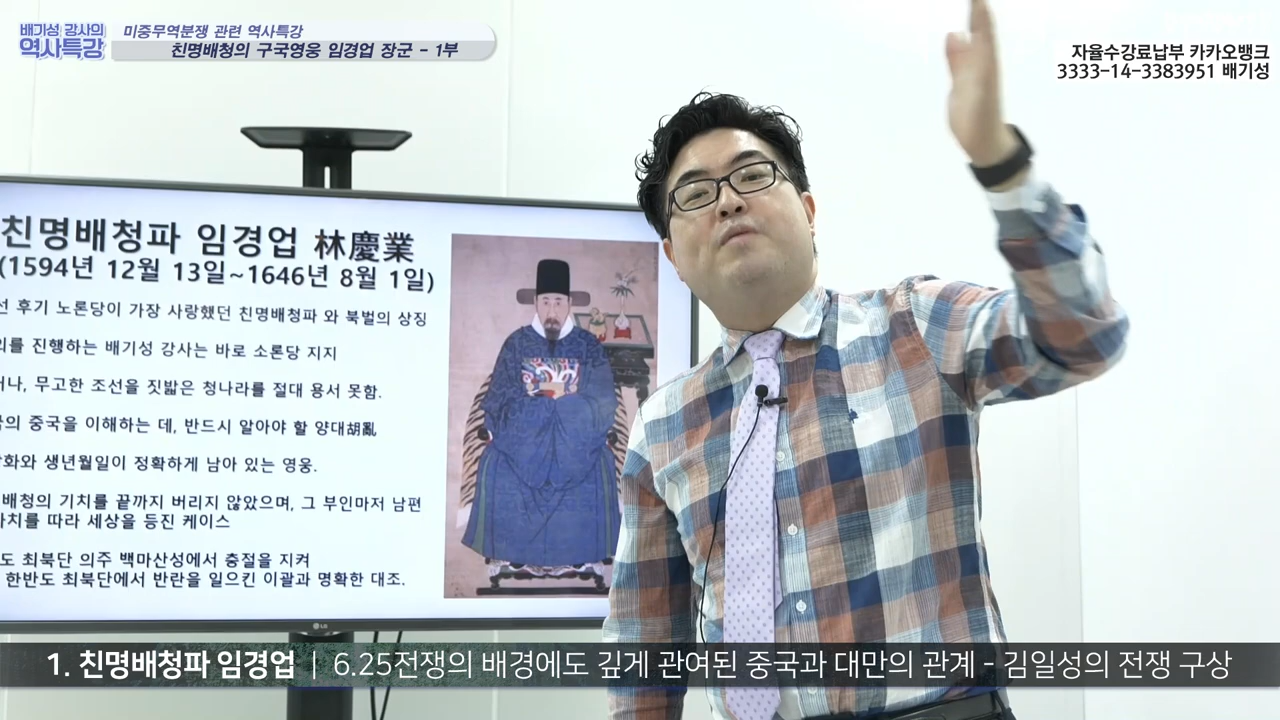 배기성 강사의
역사특강
미중무역분쟁 관련 역사특강
친명배청의 구국영웅 임경업 장군 - 1부
자율수강료납부 카카오뱅크
3333-14-3383951 배기성
친명배청파 임경업 林慶業
(1594년 12월 13일~1646년 8월 1일)
후기 노론당이 가장 사랑했던 친명배청파 와 북벌의 상징
진행하는 배기성 강사는 바로 소론당 지지
무고한 조선을 짓밟은 청나라를 절대 용서 못함.
중국을 이해하는 데, 반드시 알아야 할 양대胡亂
생년월일이 정확하게 남아 있는 영웅.
배청의 기치를 끝까지 버리지 않았으며, 그 부인마저 남편
따라 세상을 등진 케이스
최북단 의주 백마산성에서 충절을 지켜
한반도 최북단에서 반란을 일으킨 이괄과 명확한 대조.
LG
1. 친명배청파 임경업 | 6.25전쟁의 배경에도 깊게 관여된 중국과 대만의 관계 - 김일성의 전쟁 구상